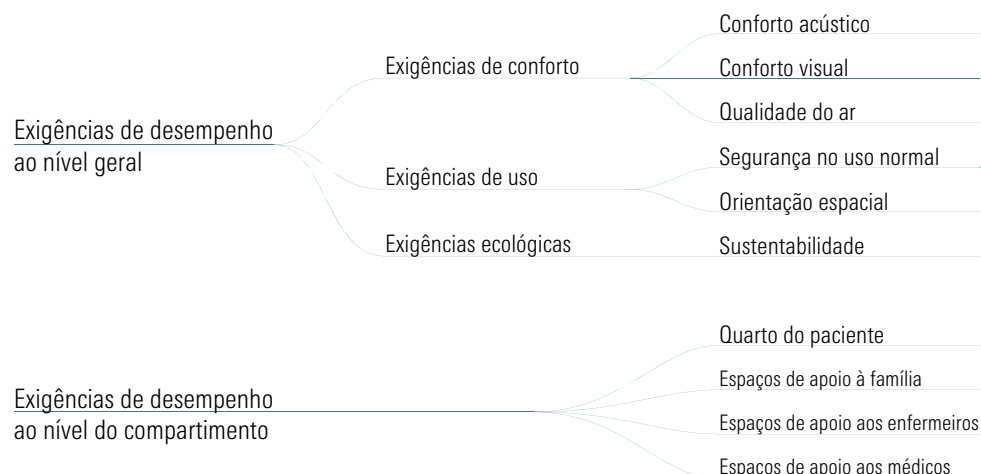 Exigências de desempenho
ao nível geral
Exigências de conforto
Conforto acústico
Conforto visual
Qualidade do ar
Exigências de uso
Segurança no uso normal
Orientação espacial
Exigências ecológicas
Sustentabilidade
Exigências de desempenho
ao nível do compartimento
Quarto do paciente
Espaços de apoio à família
Espaços de apoio aos enfermeiros
Espaços de apoio aos médicos